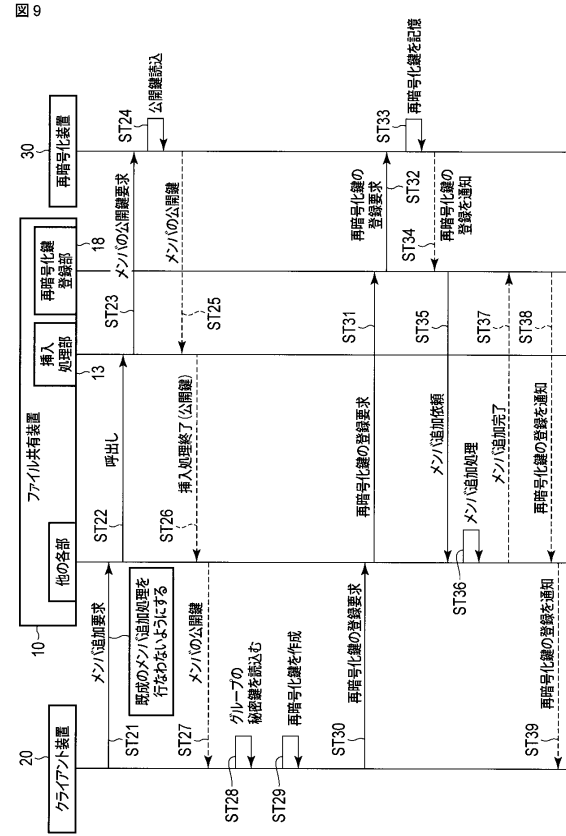 図9
20
クライアント装置
10
ファイル共有装置
他の各部
挿入
処理部
13
再暗号化鍵
登録部
18
30
再暗号化装置
メンバ追加要求
ST21
既成のメンバ追加処理を
行なわないようにする
ST22
呼出し
ST23
メンバの公開鍵要求
ST24
公開鍵読込
メンバの公開鍵
ST25
ST26
挿入処理終了(公開鍵)
ST27
メンバの公開鍵
ST28
グループの
秘密鍵を読込む
ST29
再暗号化鍵を作成
ST30
再暗号化鍵の登録要求
ST31
再暗号化鍵の登録要求
再暗号化鍵の
登録要求
ST32
ST33
再暗号化鍵を記憶
ST34
再暗号化鍵の
登録を通知
ST35
メンバ追加依頼
ST36
メンバ追加処理
ST37
メンバ追加完了
ST38
再暗号化鍵の登録を通知
ST39
再暗号化鍵の登録を通知